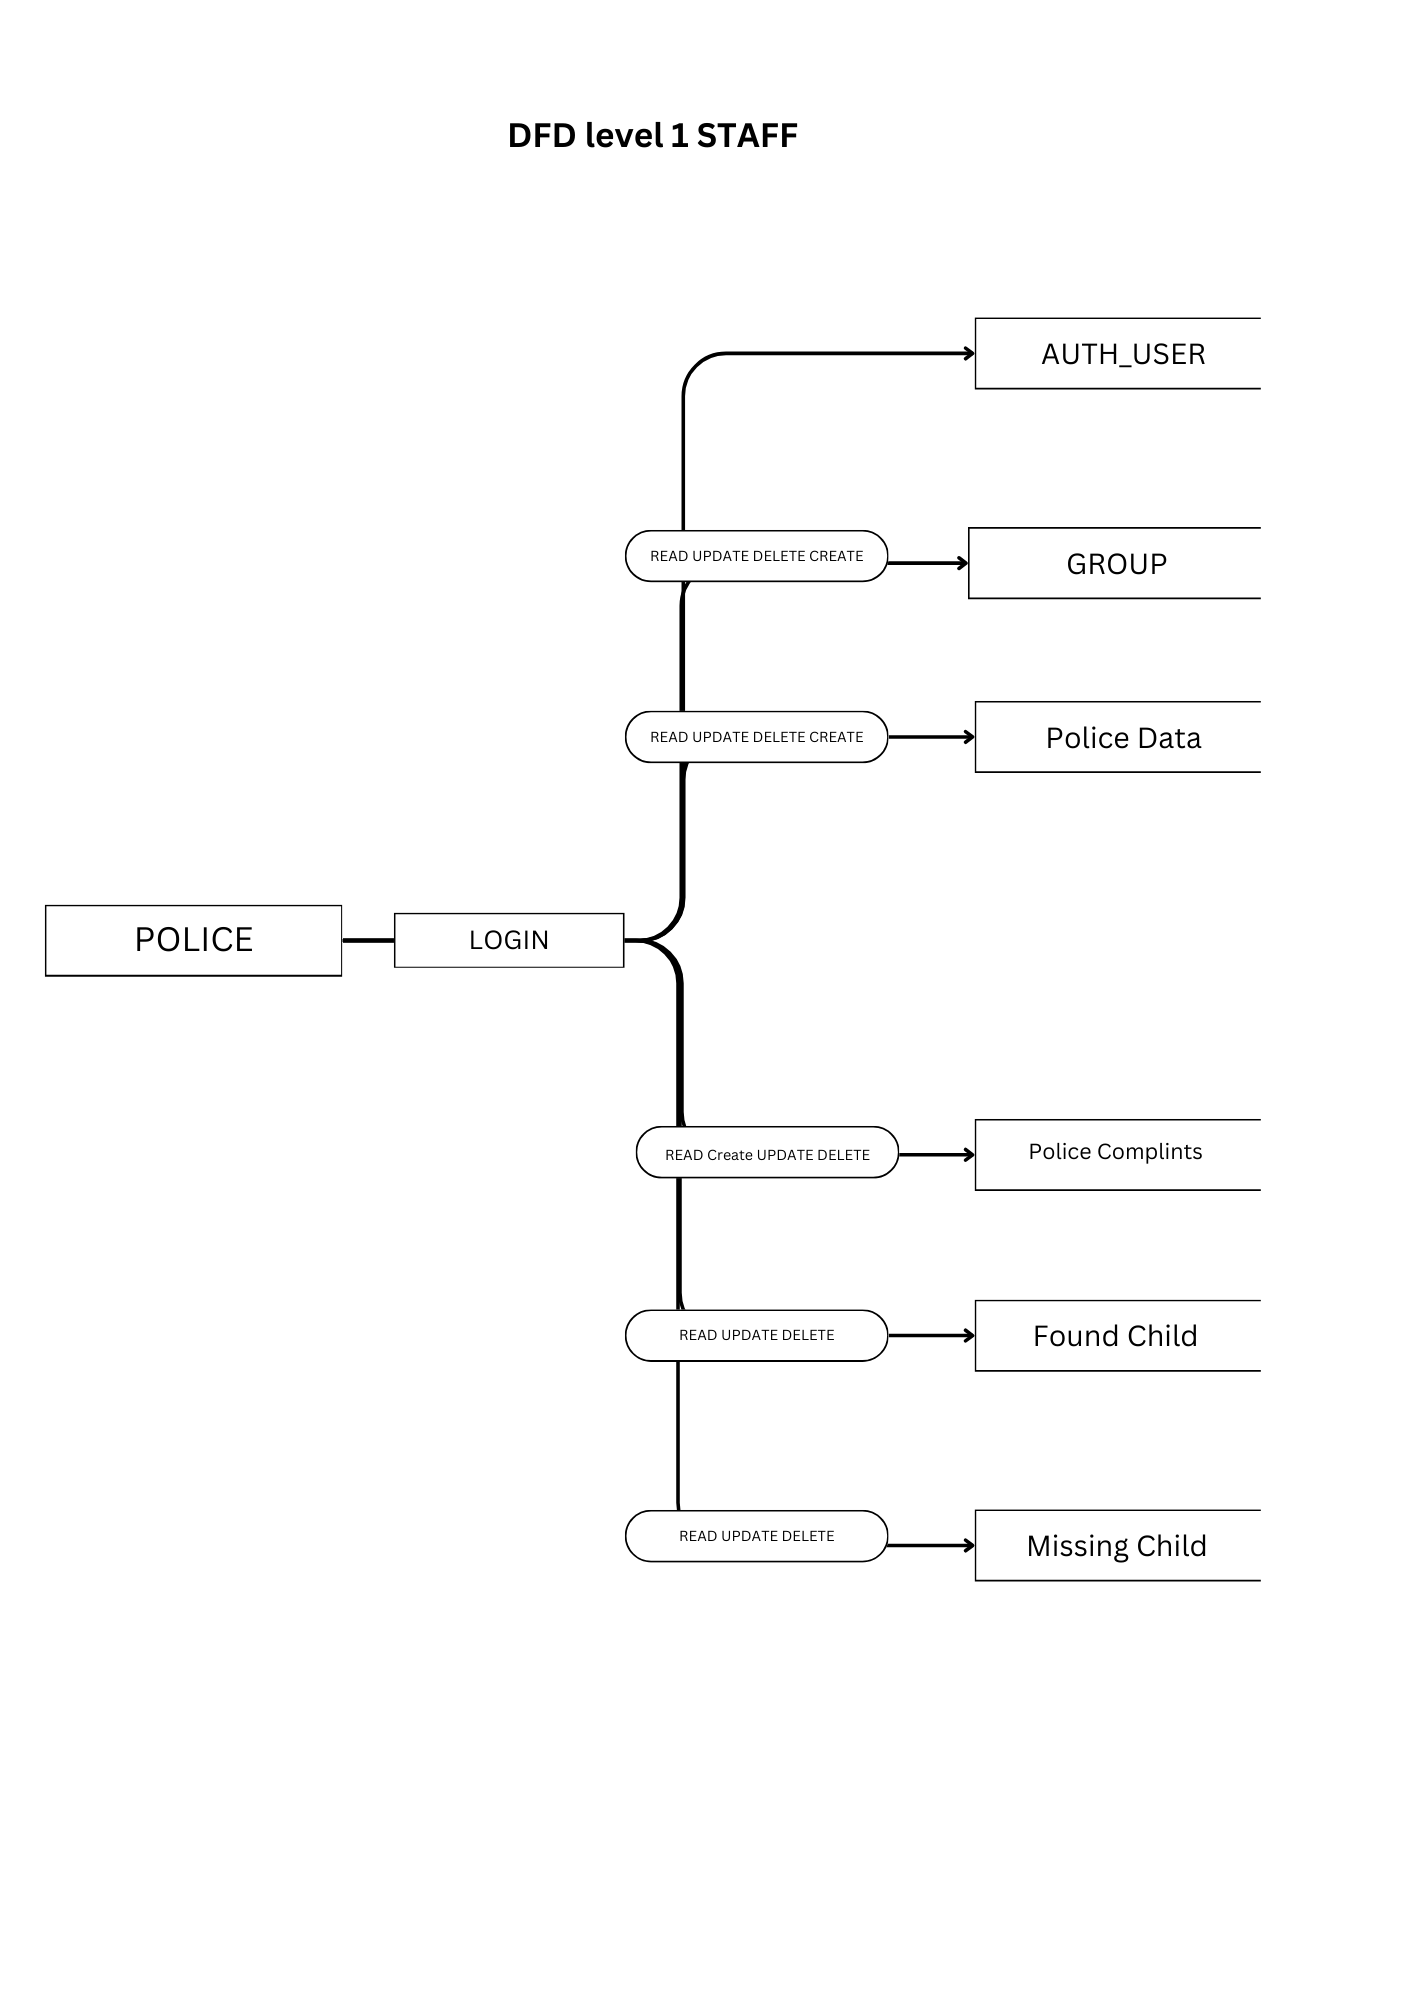 DFD level 1 STAFF
AUTH_USER
READ UPDATE DELETE CREATE
GROUP
READ UPDATE DELETE CREATE
Police Data
POLICE
LOGIN
READ Create UPDATE DELETE
Police Complints
READ UPDATE DELETE
Found Child
READ UPDATE DELETE
Missing Child